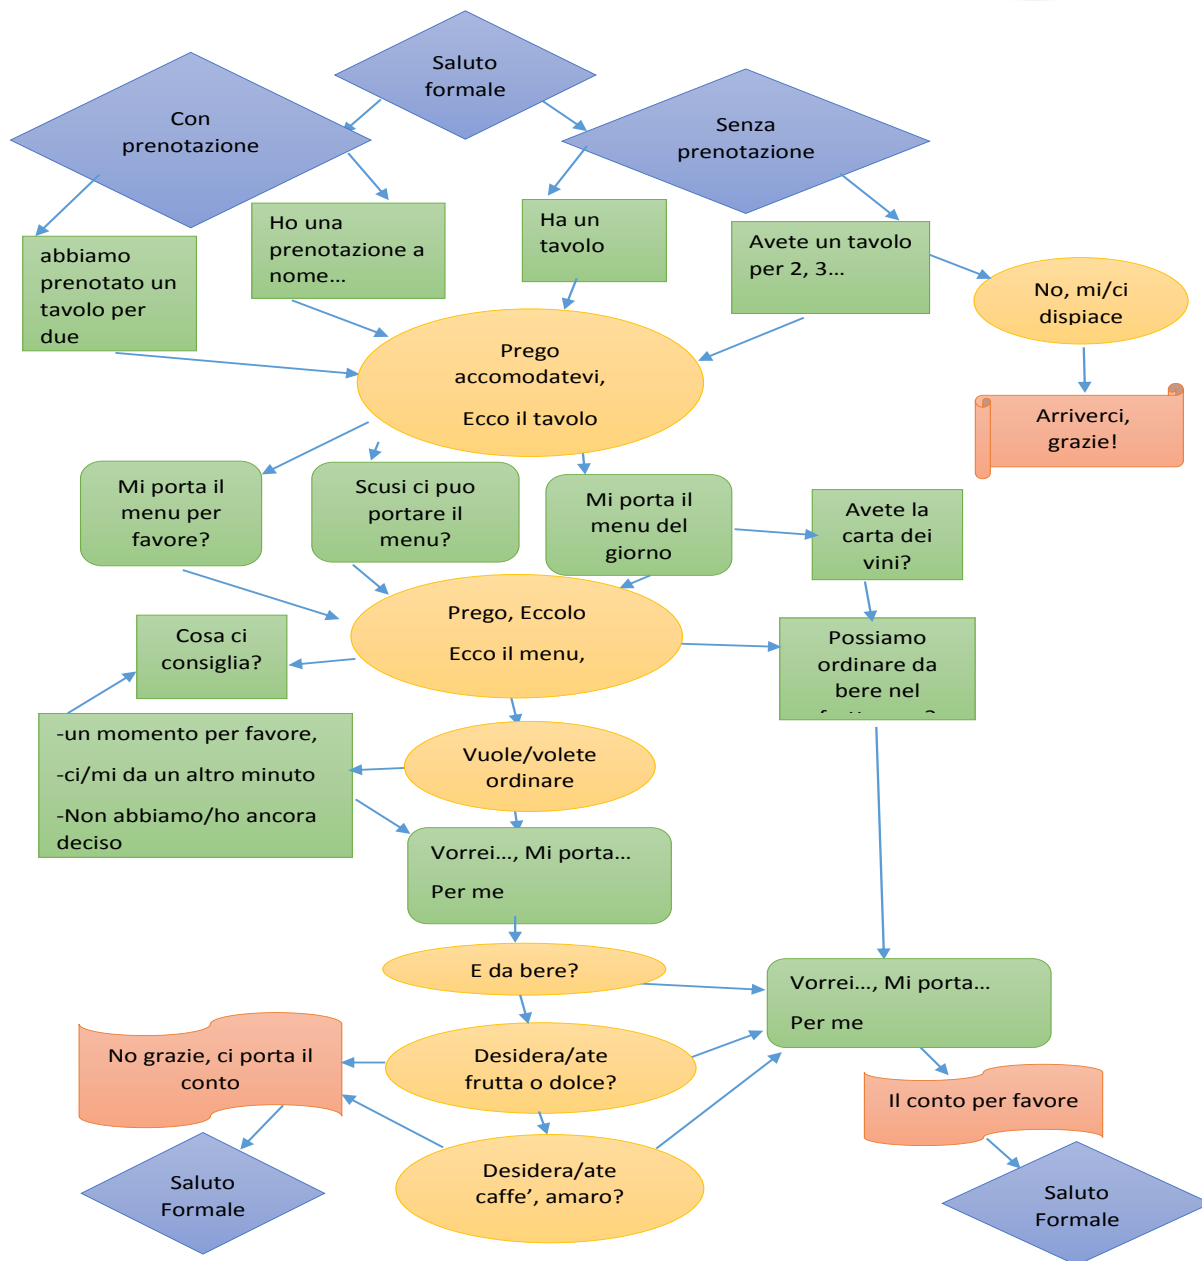 Saluto
formale
Con
prenotazione
Senza
prenotazione
abbiamo
prenotato un
tavolo per
due
Ho una
prenotazione a
nome...
Ha un
tavolo
Avete un tavolo
per 2, 3...
No, mi/ci
dispiace
Prego
accomodatevi,
Ecco il tavolo
Arriverci,
grazie!
Mi porta il
menu per
favore?
Scusi ci puo
portare il
menu?
Mi porta il
menu del
giorno
Avete la
carta dei
vini?
Prego, Eccolo
Ecco il menu,
Cosa ci
consiglia?
Possiamo
ordinare da
bere nel
-un momento per favore,
-ci/mi da un altro minuto
-Non abbiamo/ho ancora
deciso
Vuole/volete
ordinare
Vorrei..., Mi porta...
Per me
E da bere?
Vorrei..., Mi porta...
Per me
No grazie, ci porta il
conto
Desidera/ate
frutta o dolce?
Il conto per favore
Desidera/ate
caffe’, amaro?
Saluto
Formale
Saluto
Formale